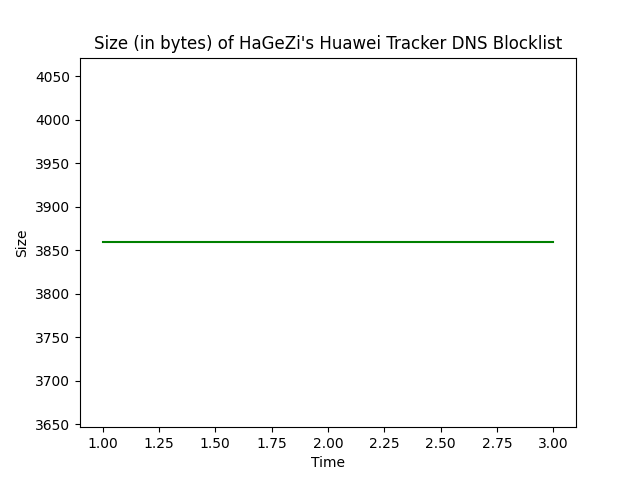 Size (in bytes) of HaGeZi's Huawei Tracker DNS Blocklist
4050
4000
3950
3900
3850
3800
3750
3700
3650
Size
1.00 1.25 1.50 1.75 2.00 2.25 2.50 2.75 3.00
Time